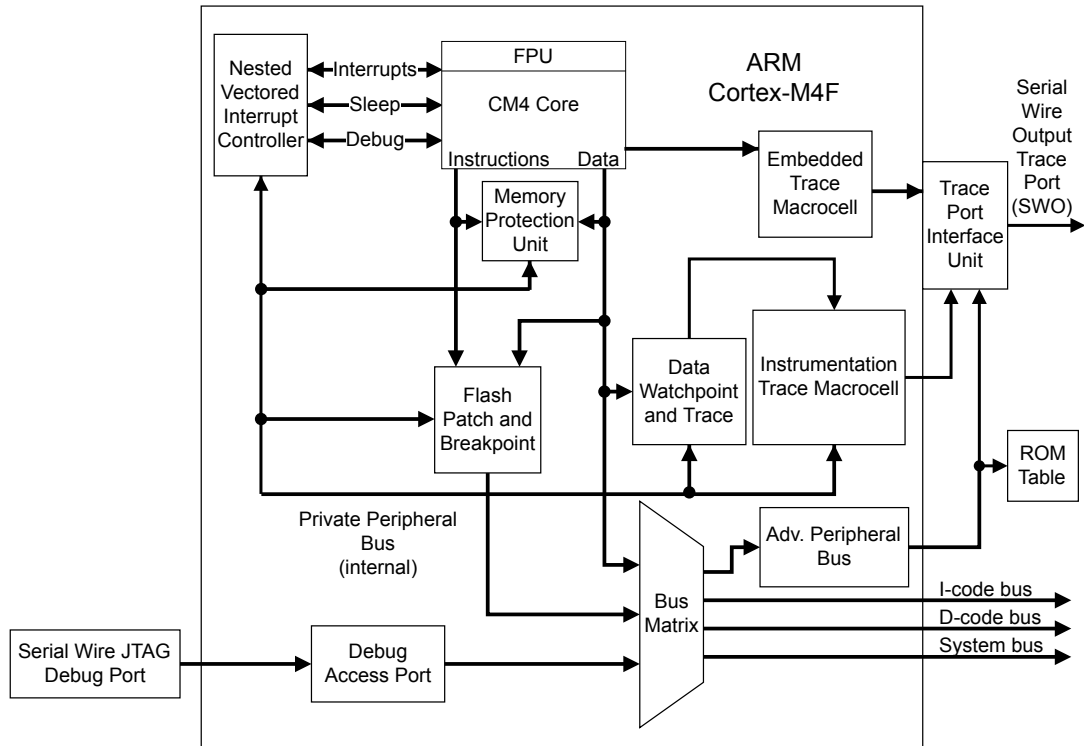 Nested
Vectored
Interrupt
Controller
Interrupts
Sleep
Debug
FPU
CM4 Core
Instructions
Data
ARM
Cortex-M4F
Serial
Wire
Output
Trace
Port
(SWO)
Embedded
Trace
Macrocell
Trace
Port
Interface
Unit
Memory
Protection
Unit
Flash
Patch and
Breakpoint
Data
Watchpoint
and Trace
Instrumentation
Trace Macrocell
ROM
Table
Private Peripheral
Bus
(internal)
Adv. Peripheral
Bus
Bus
Matrix
I-code bus
D-code bus
System bus
Serial Wire JTAG
Debug Port
Debug
Access Port